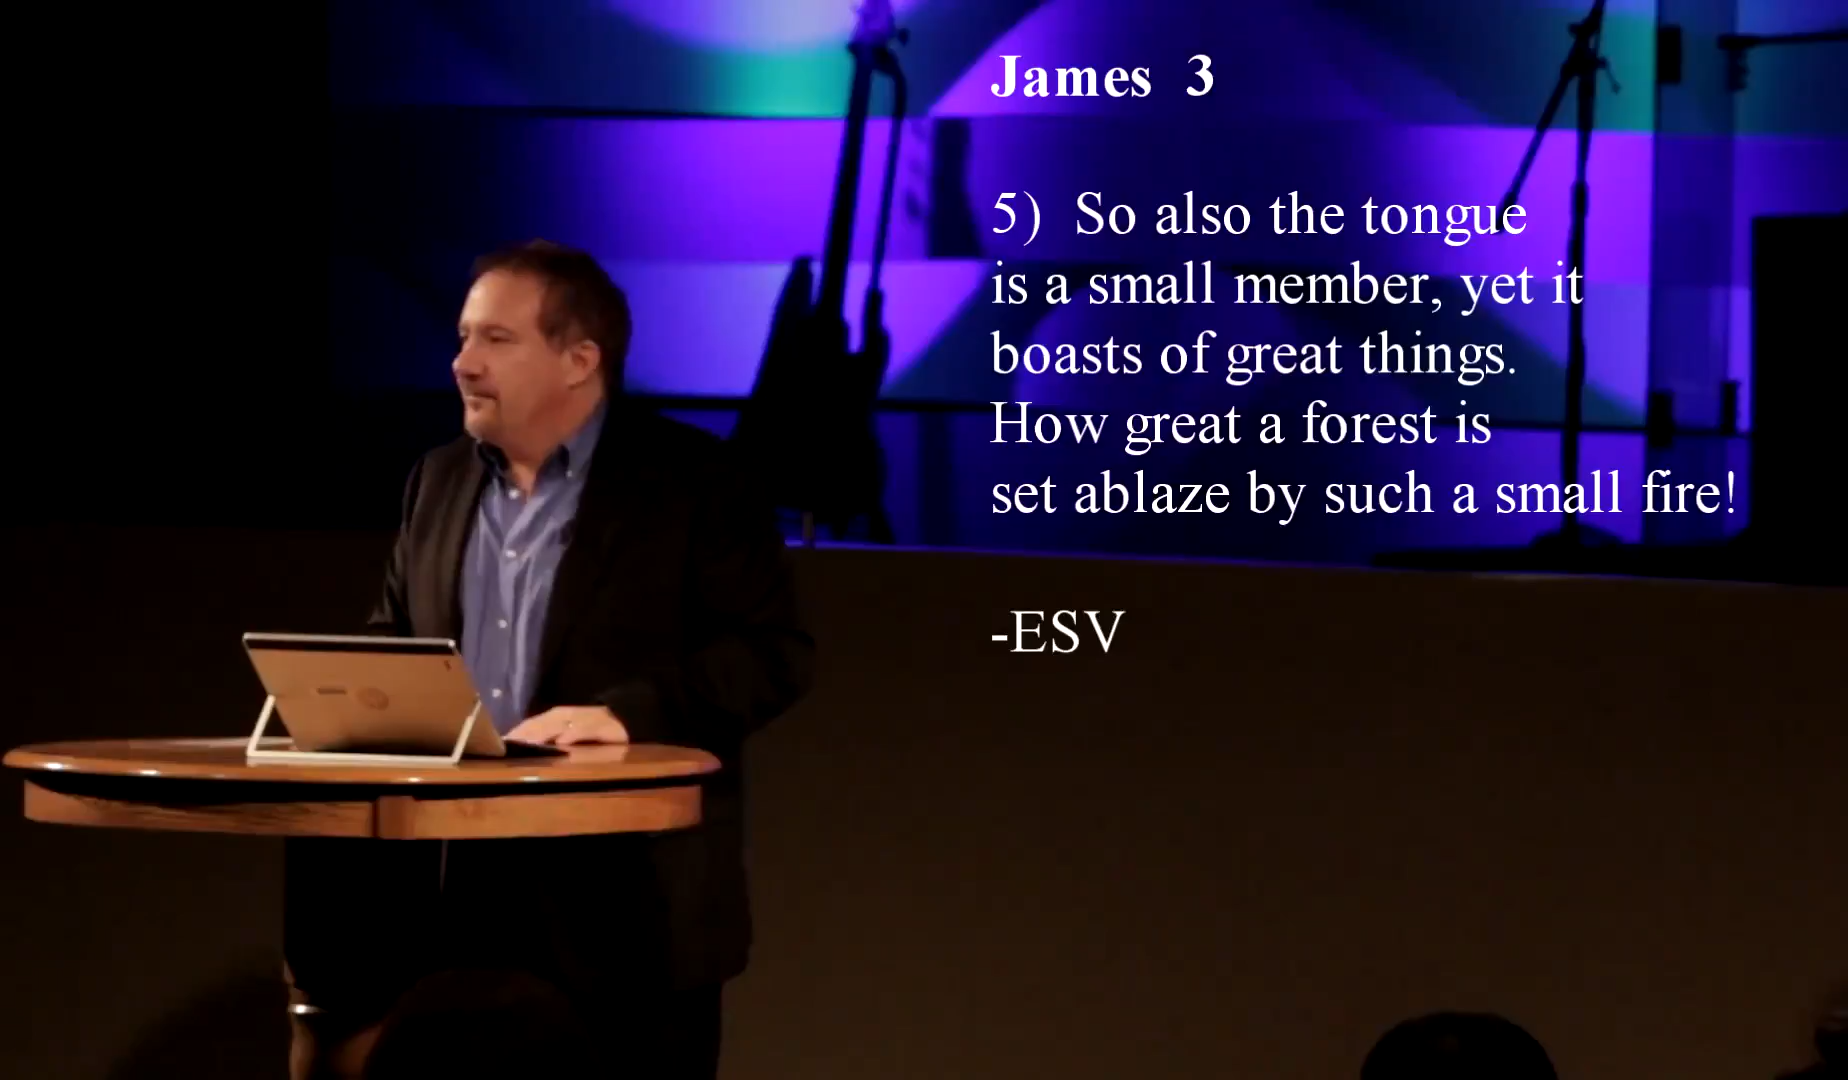 James 3
5) So also the tongue
is a small member, yet it
boasts of great things.
How great a forest is
set ablaze by such a small fire!
-ESV